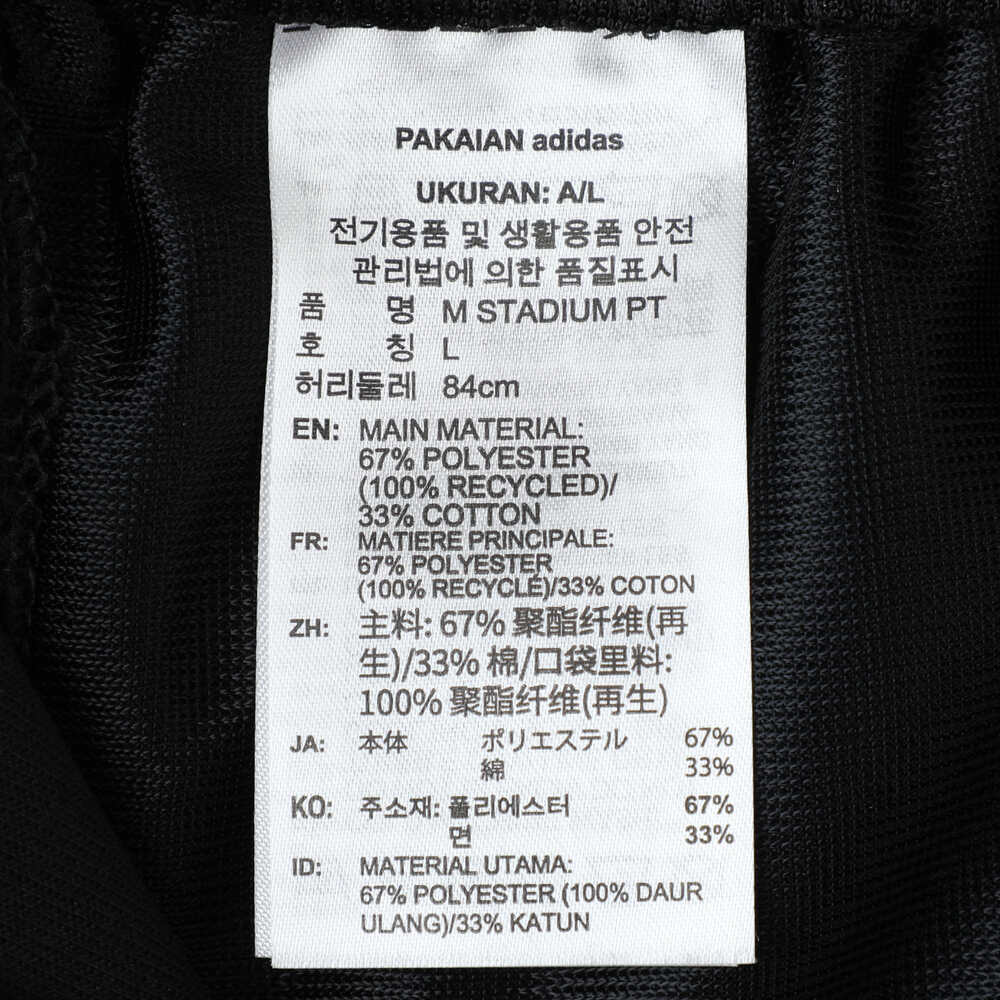 PAKAIAN adidas
UKURAN: A/L
전기용품 및 생활용품 안전
관리법에 의한 품질표시
품 명 M STADIUM PT
호 칭 L
허리둘레 84cm
EN: MAIN MATERIAL:
67% POLYESTER
(100% RECYCLED)/
33% COTTON
FR: MATIERE PRINCIPALE:
67% POLYESTER
(100% RECYCLÉ)/33% COTON
ZH: 主料: 67% 聚酯纤维(再
生)/33% 棉/口袋里料:
100% 聚酯纤维(再生)
JA: 本体 ポリエステル 67%
綿 33%
KO: 주소재: 폴리에스터 67%
면 33%
ID: MATERIAL UTAMA:
67% POLYESTER (100% DAUR
ULANG)/33% KATUN